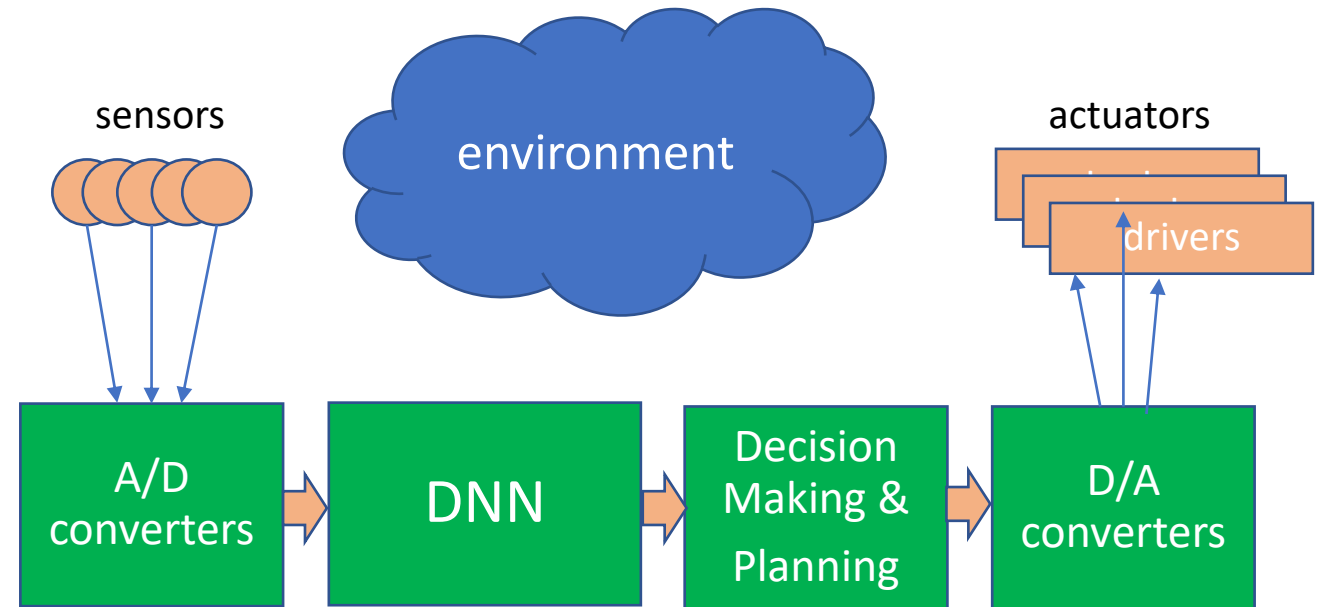 sensors
environment
actuators
drivers
A/D
converters
DNN
Decision
Making &
Planning
D/A
converters